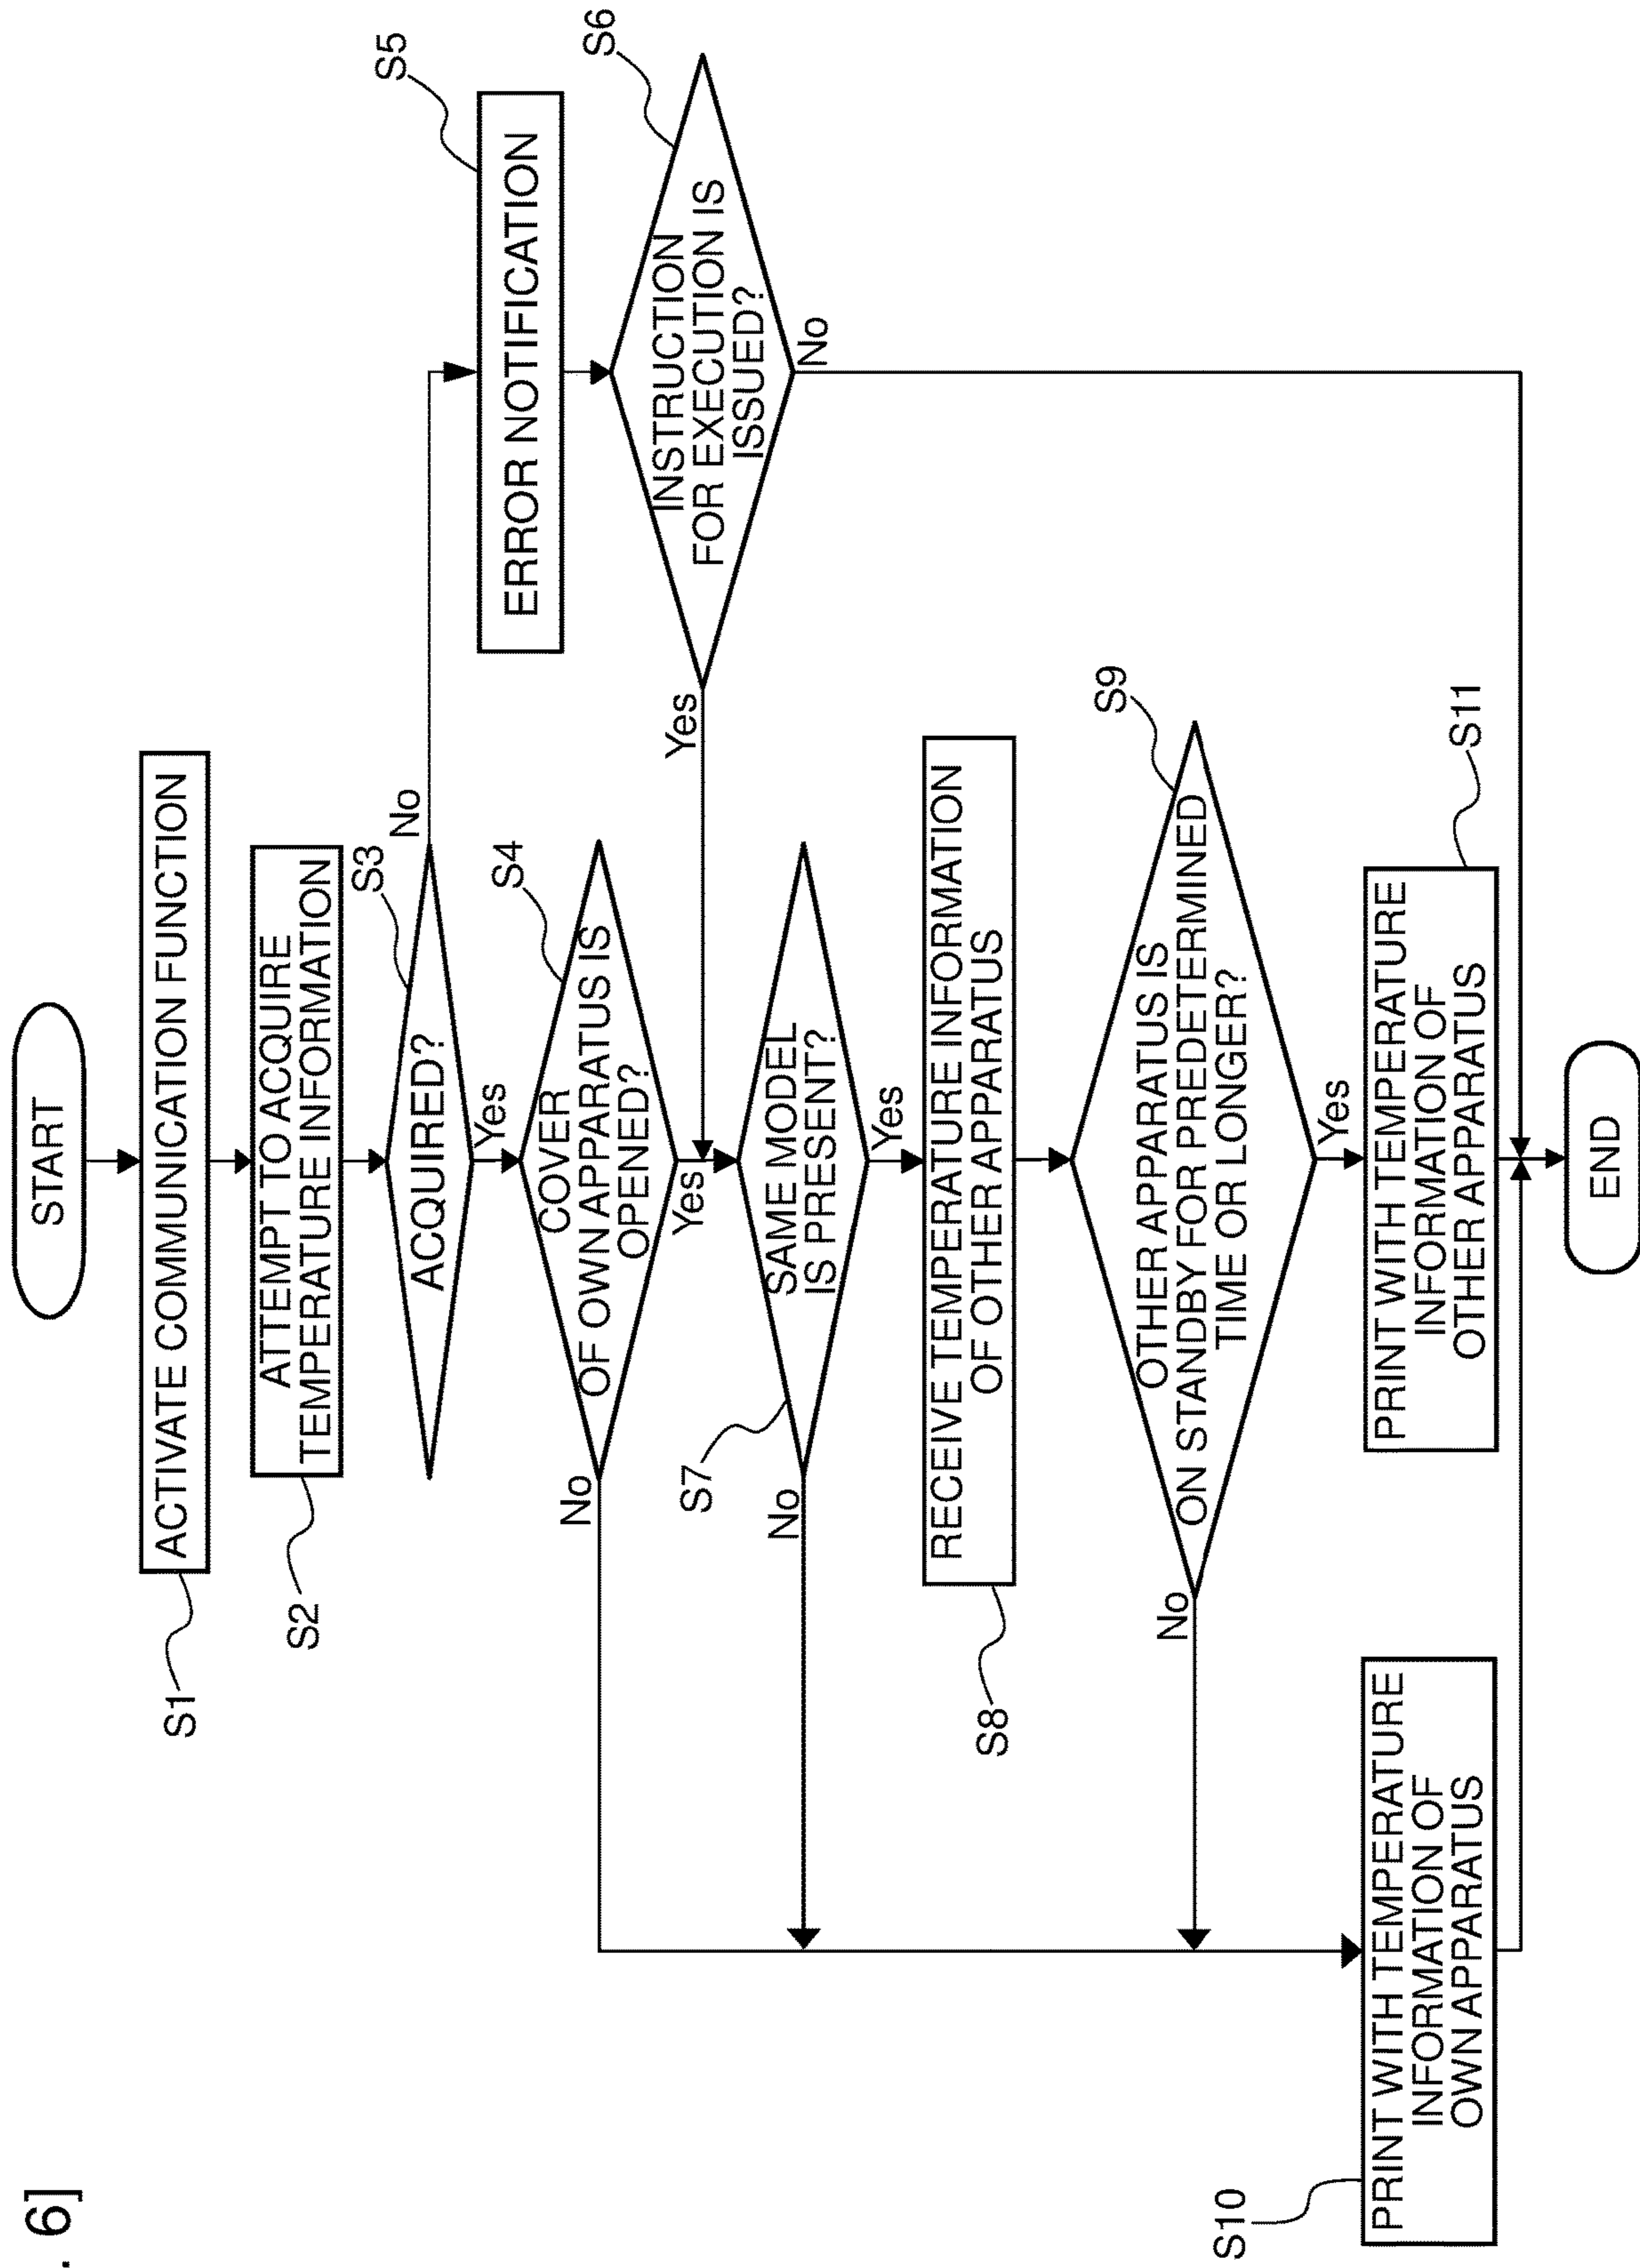 . 6]
START
ACTIVATE COMMUNICATION FUNCTION
S1
ATTEMPT TO ACQUIRE
TEMPERATURE INFORMATION
S2
ACQUIRED?
S3
No
Yes
COVER
OF OWN APPARATUS IS
OPENED?
S4
No
Yes
ERROR NOTIFICATION
S5
INSTRUCTION
FOR EXECUTION IS
ISSUED?
S6
Yes
No
SAME MODEL
IS PRESENT?
S7
No
Yes
RECEIVE TEMPERATURE INFORMATION
OF OTHER APPARATUS
S8
OTHER APPARATUS IS
ON STANDBY FOR PREDETERMINED
TIME OR LONGER?
S9
No
Yes
PRINT WITH TEMPERATURE
INFORMATION OF
OWN APPARATUS
S10
PRINT WITH TEMPERATURE
INFORMATION OF
OTHER APPARATUS
S11
END